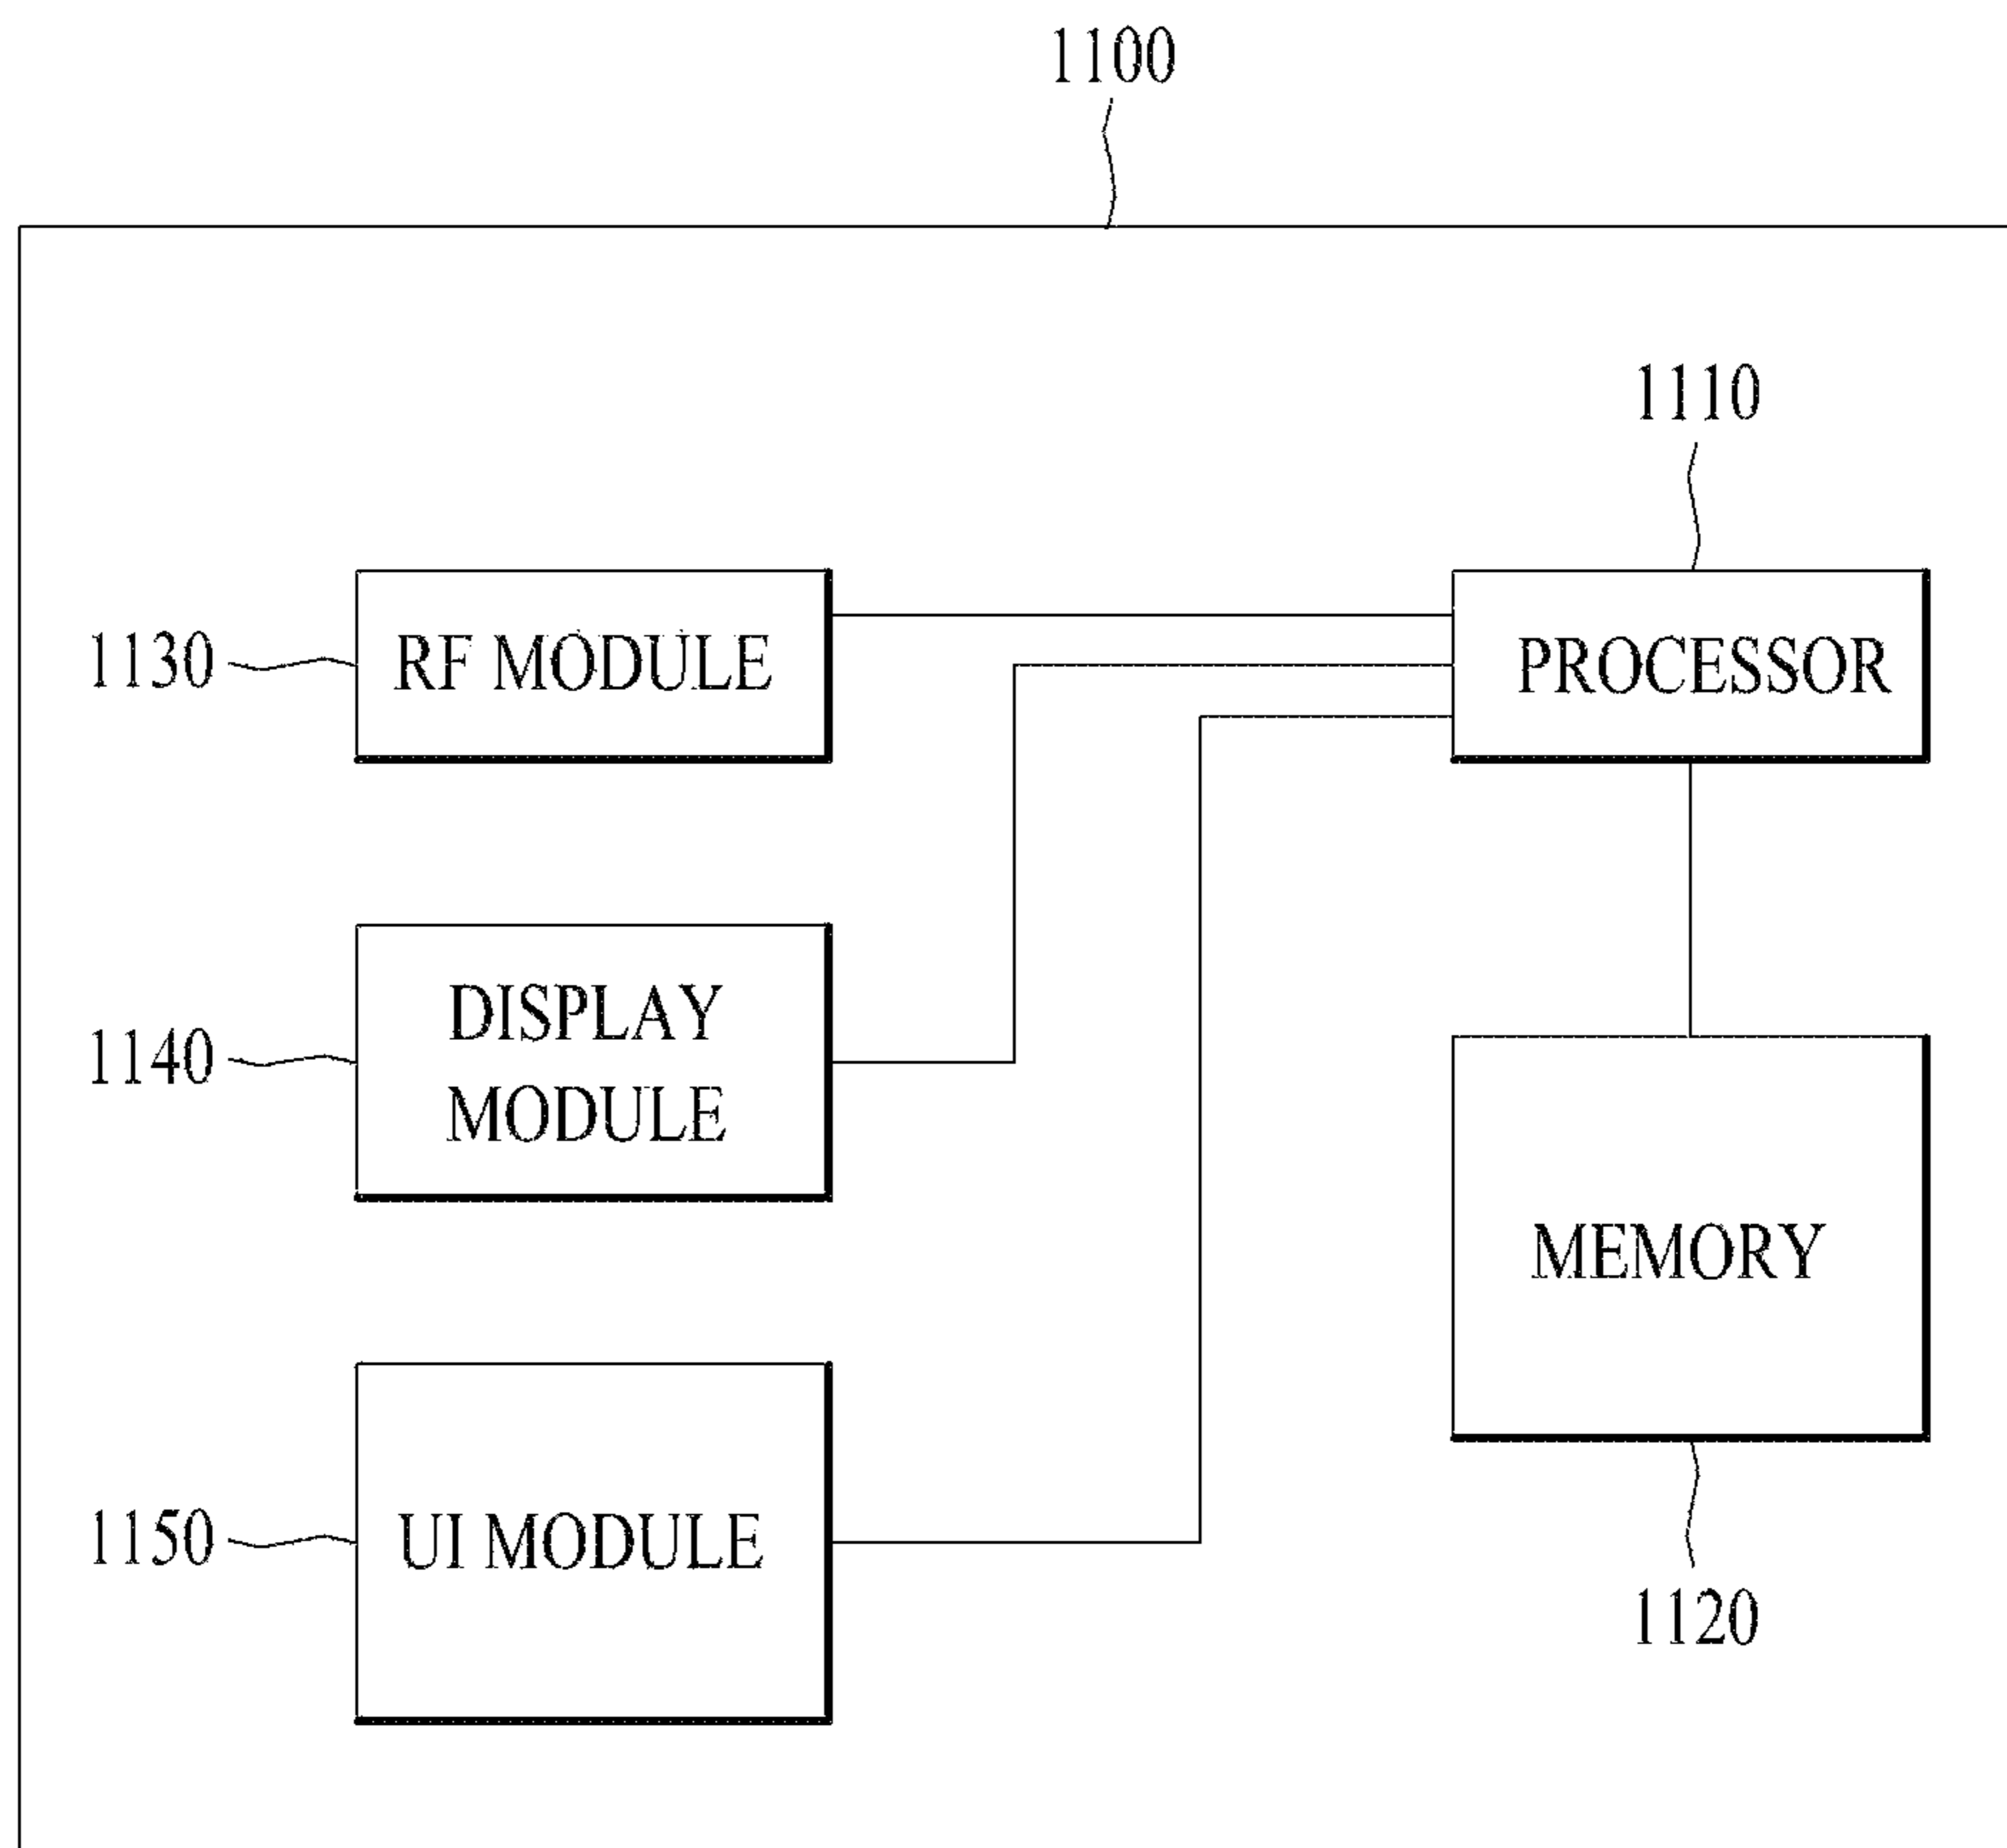 1100
1110
1130
RF MODULE
PROCESSOR
1140
DISPLAY
MODULE
MEMORY
1150
UI MODULE
1120